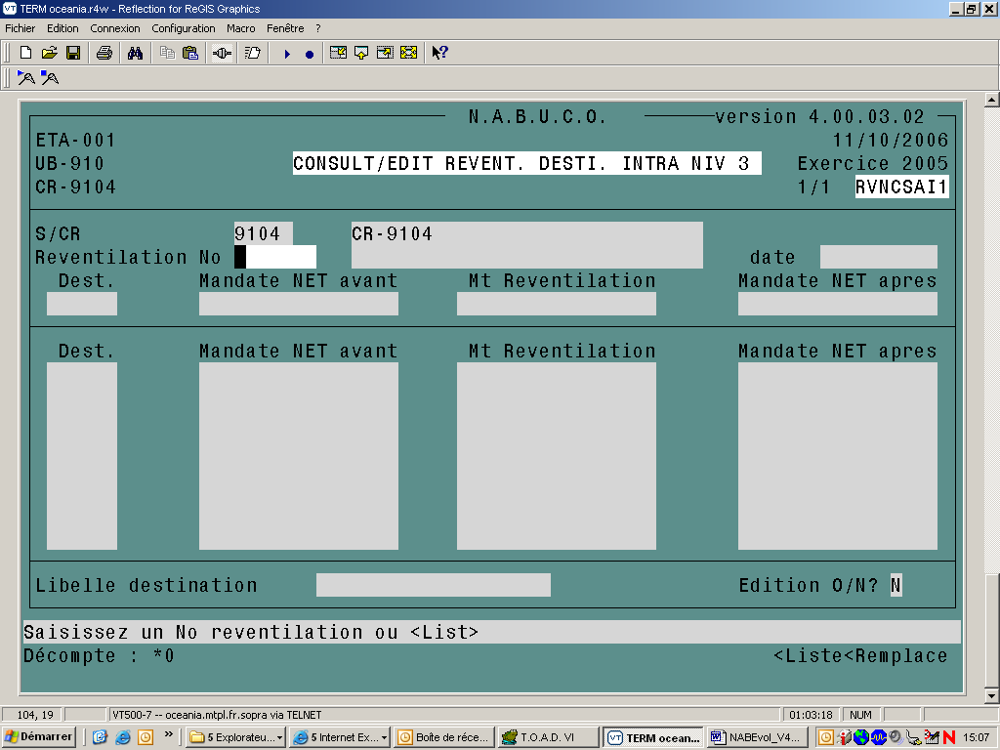 TERM oceania.r4w - Reflection for ReGIS Graphics
Fichier Edition Connexion Configuration Macro Fenêtre ?
N.A.B.U.C.O. version 4.00.03.02
ETA-001 11/10/2006
UB-910 CONSULT/EDIT REVENT. DESTI. INTRA NIV 3 Exercice 2005
CR-9104 1/1 RVNCSAI1
S/CR 9104 CR-9104
Reventilation No date
Dest. Mandate NET avant Mt Reventilation Mandate NET apres
Dest. Mandate NET avant Mt Reventilation Mandate NET apres
Libelle destination Edition O/N? N
Saisissez un No reventilation ou <List>
Décompte : *0 <Liste<Remplace
104, 19 VT500-7 -- oceania.mtpl.fr.sopra via TELNET 01:03:18 NUM
Démarrer » 5 Explorateu... 5 Internet Ex... Boîte de réce... T.O.A.D. VI TERM ocean... NABEvol_V4... 15:07